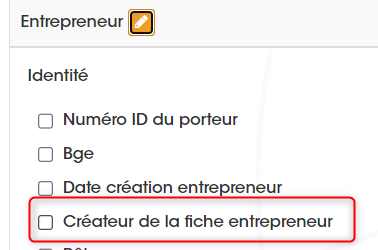 Entrepreneur
Identité
Numéro ID du porteur
Bge
Date création entrepreneur
Créateur de la fiche entrepreneur